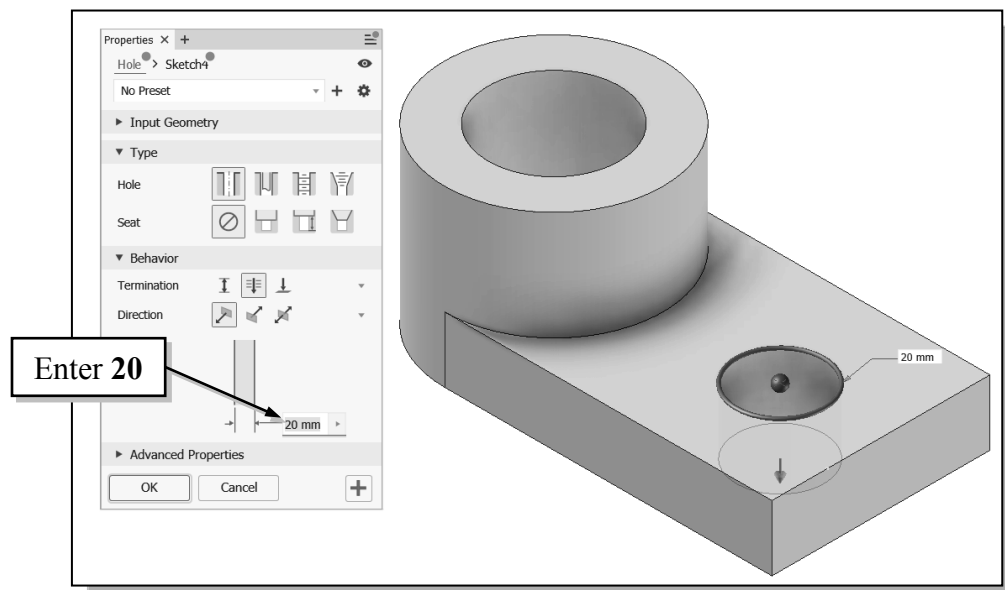 Properties × +
Hole > Sketch4
No Preset
Input Geometry
Type
Hole
Seat
Behavior
Termination
Direction
Enter 20
20 mm
Advanced Properties
OK Cancel
20 mm